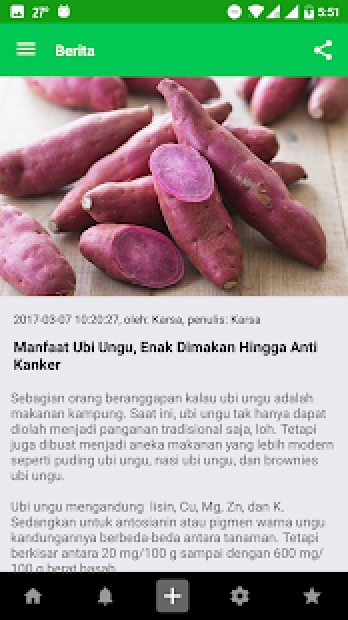 27° 5:51
Berita
2017-03-07 10:20:27, oleh: Karsa, penulis: Karsa
Manfaat Ubi Ungu, Enak Dimakan Hingga Anti
Kanker
Sebagian orang beranggapan kalau ubi ungu adalah
makanan kampung. Saat ini, ubi ungu tak hanya dapat
diolah menjadi panganan tradisional saja, loh. Tetapi
juga dibuat menjadi aneka makanan yang lebih modern
seperti puding ubi ungu, nasi ubi ungu, dan brownies
ubi ungu.
Ubi ungu mengandung lisin, Cu, Mg, Zn, dan K.
Sedangkan untuk antosianin atau pigmen warna ungu
kandungannya berbeda-beda antara tanaman. Tetapi
berkisar antara 20 mg/100 g sampai dengan 600 mg/
100 g berat basah.